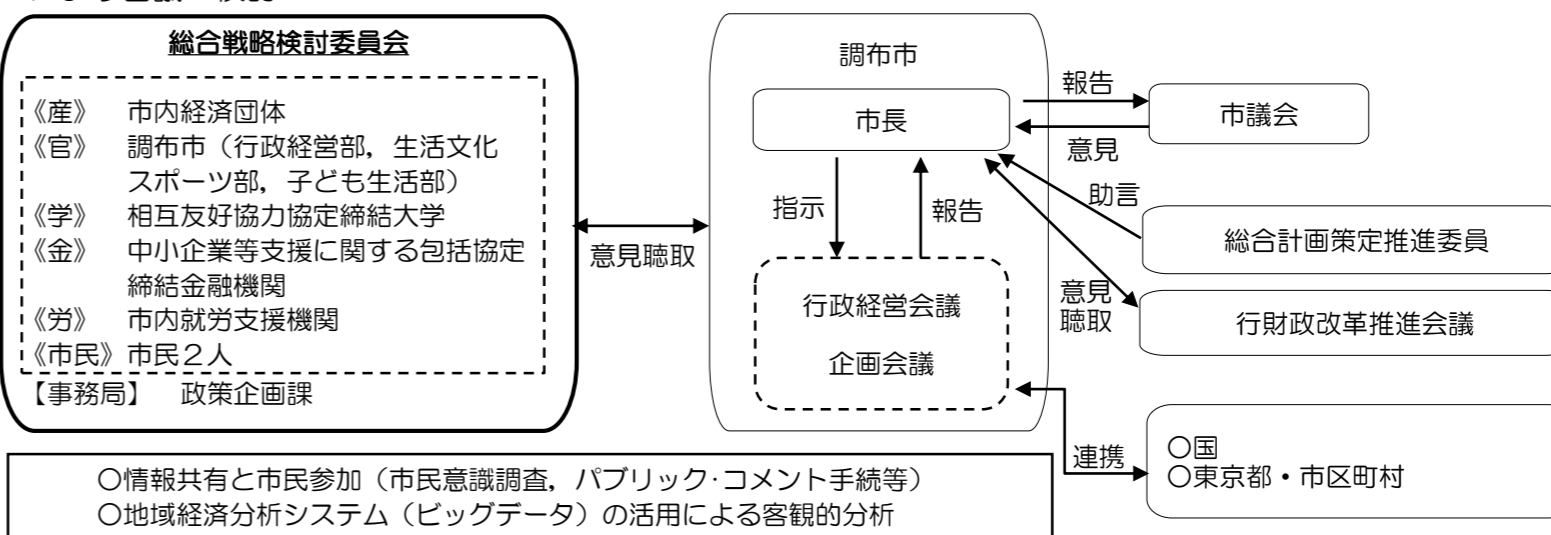 総合戦略検討委員会
《産》 市内経済団体
《官》 調布市（行政経営部，生活文化
スポーツ部，子ども生活部）
《学》 相互友好協力協定締結大学
《金》 中小企業等支援に関する包括協定
締結金融機関
《労》 市内就労支援機関
《市民》市民２人
【事務局】 政策企画課
意見聴取
調布市
市長
指示
報告
行政経営会議
企画会議
報告
意見
市議会
助言
総合計画策定推進委員
意見
聴取
行財政改革推進会議
連携
〇国
〇東京都・市区町村
〇情報共有と市民参加（市民意識調査，パブリック・コメント手続等）
〇地域経済分析システム（ビッグデータ）の活用による客観的分析